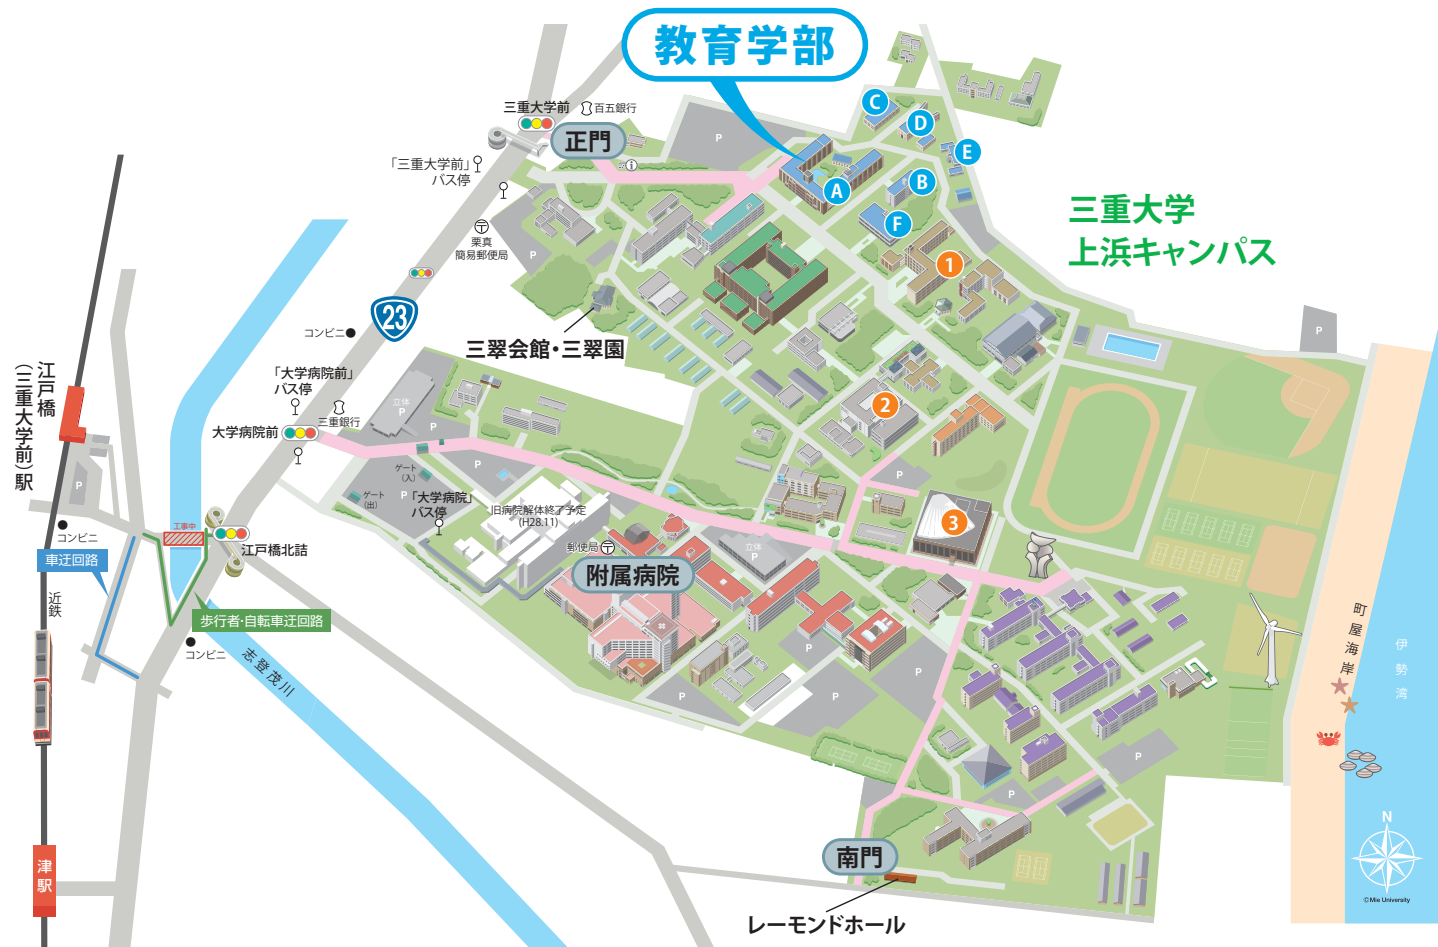 教育学部
三重大学前
百五銀行
正門
「三重大学前」
バス停
i
栗真
簡易郵便局
P
P
C
D
E
B
A
F
三重大学
上浜キャンパス
1
23
コンビニ
三翠会館・三翠園
P
江戸橋
(三重大学前)駅
「大学病院前」
バス停
三重銀行
大学病院前
立体
P
P
2
P
P
ゲート
(入)
ゲート
(出)
P
P
「大学病院」
バス停
旧病院解体終了予定
(H28.11)
3
工事中
コンビニ
江戸橋北詰
郵便局
立体
P
車迂回路
附属病院
近鉄
歩行者・自転車迂回路
コンビニ
志登茂川
町屋海岸
伊勢湾
P
P
P
P
P
N
津駅
南門
レーモンドホール
©Mie University